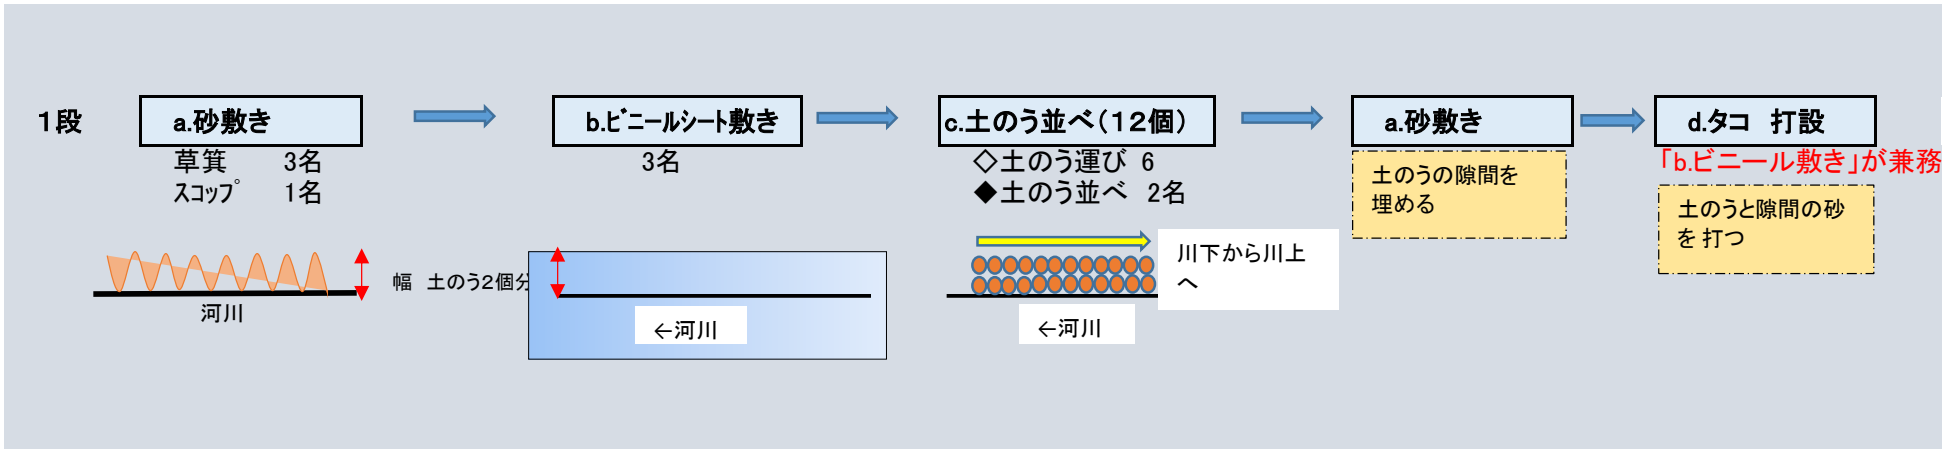 １段
a.砂敷き
草箕　　3名
スコップ　　1名
河川
幅　土のう２個分
b.ビニールシート敷き
3名
←河川
c.土のう並べ（１２個）
◇土のう運び 6
◆土のう並べ 2名
川下から川上
へ
←河川
a.砂敷き
土のうの隙間を
埋める
d.タコ　打設
「b.ビニール敷き」が兼務
土のうと隙間の砂
を 打つ